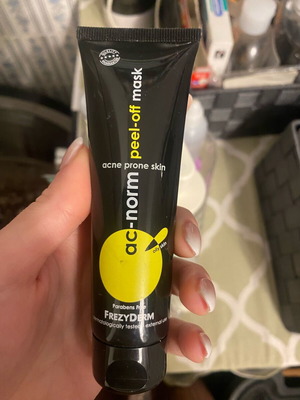 ac-norm peel-off mask
acne prone skin
Parabens free
FREZYDERM